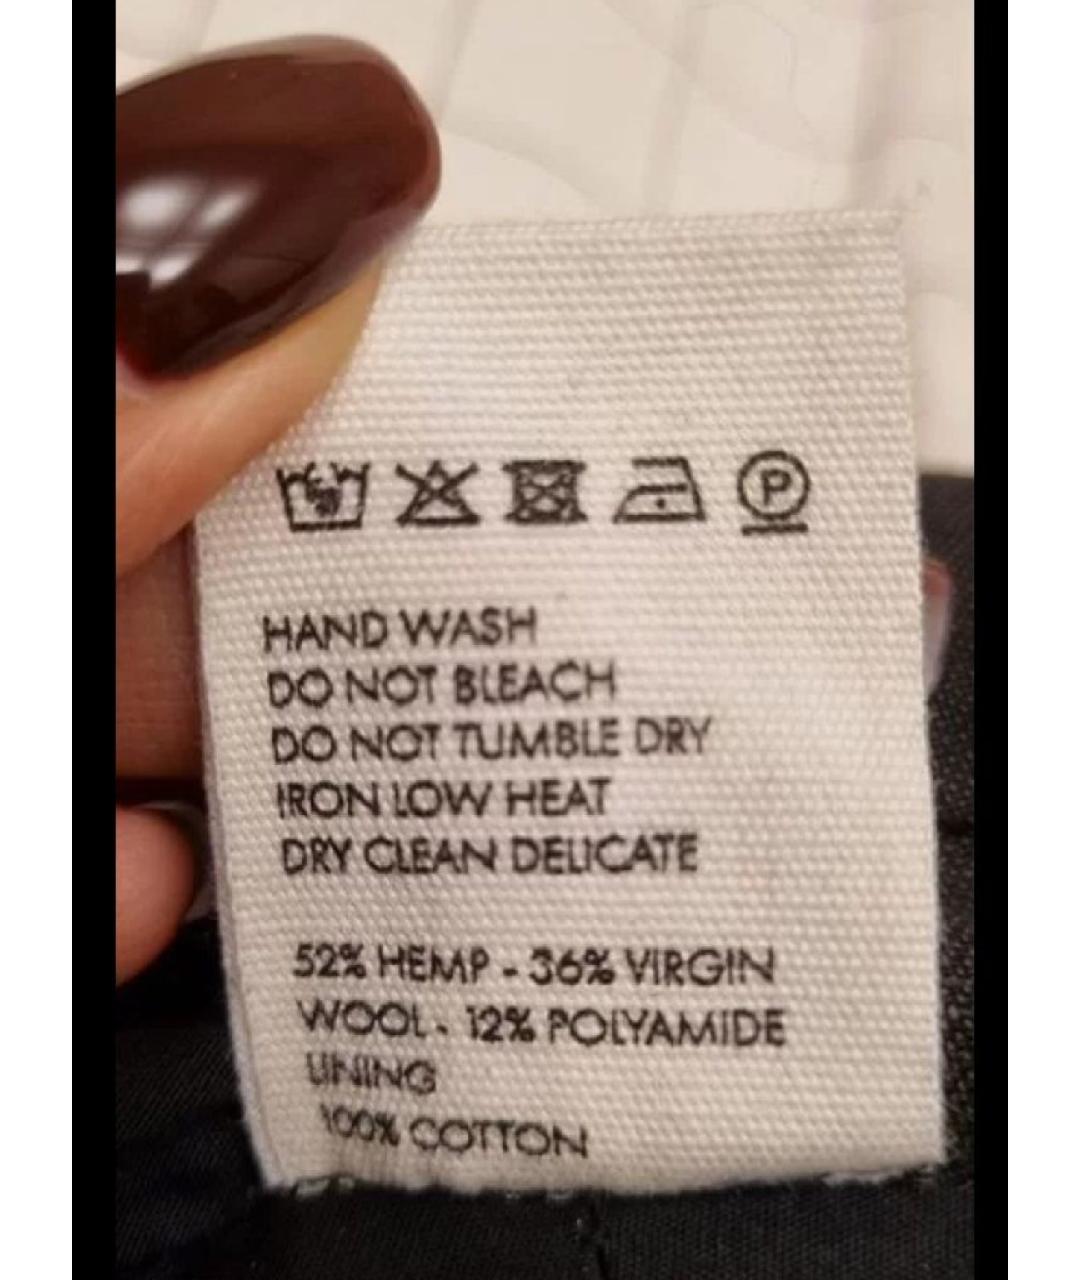 P
HAND WASH
DO NOT BLEACH
DO NOT TUMBLE DRY
IRON LOW HEAT
DRY CLEAN DELICATE
52% HEMP - 36% VIRGIN
WOOL - 12% POLYAMIDE
LINING
100% COTTON